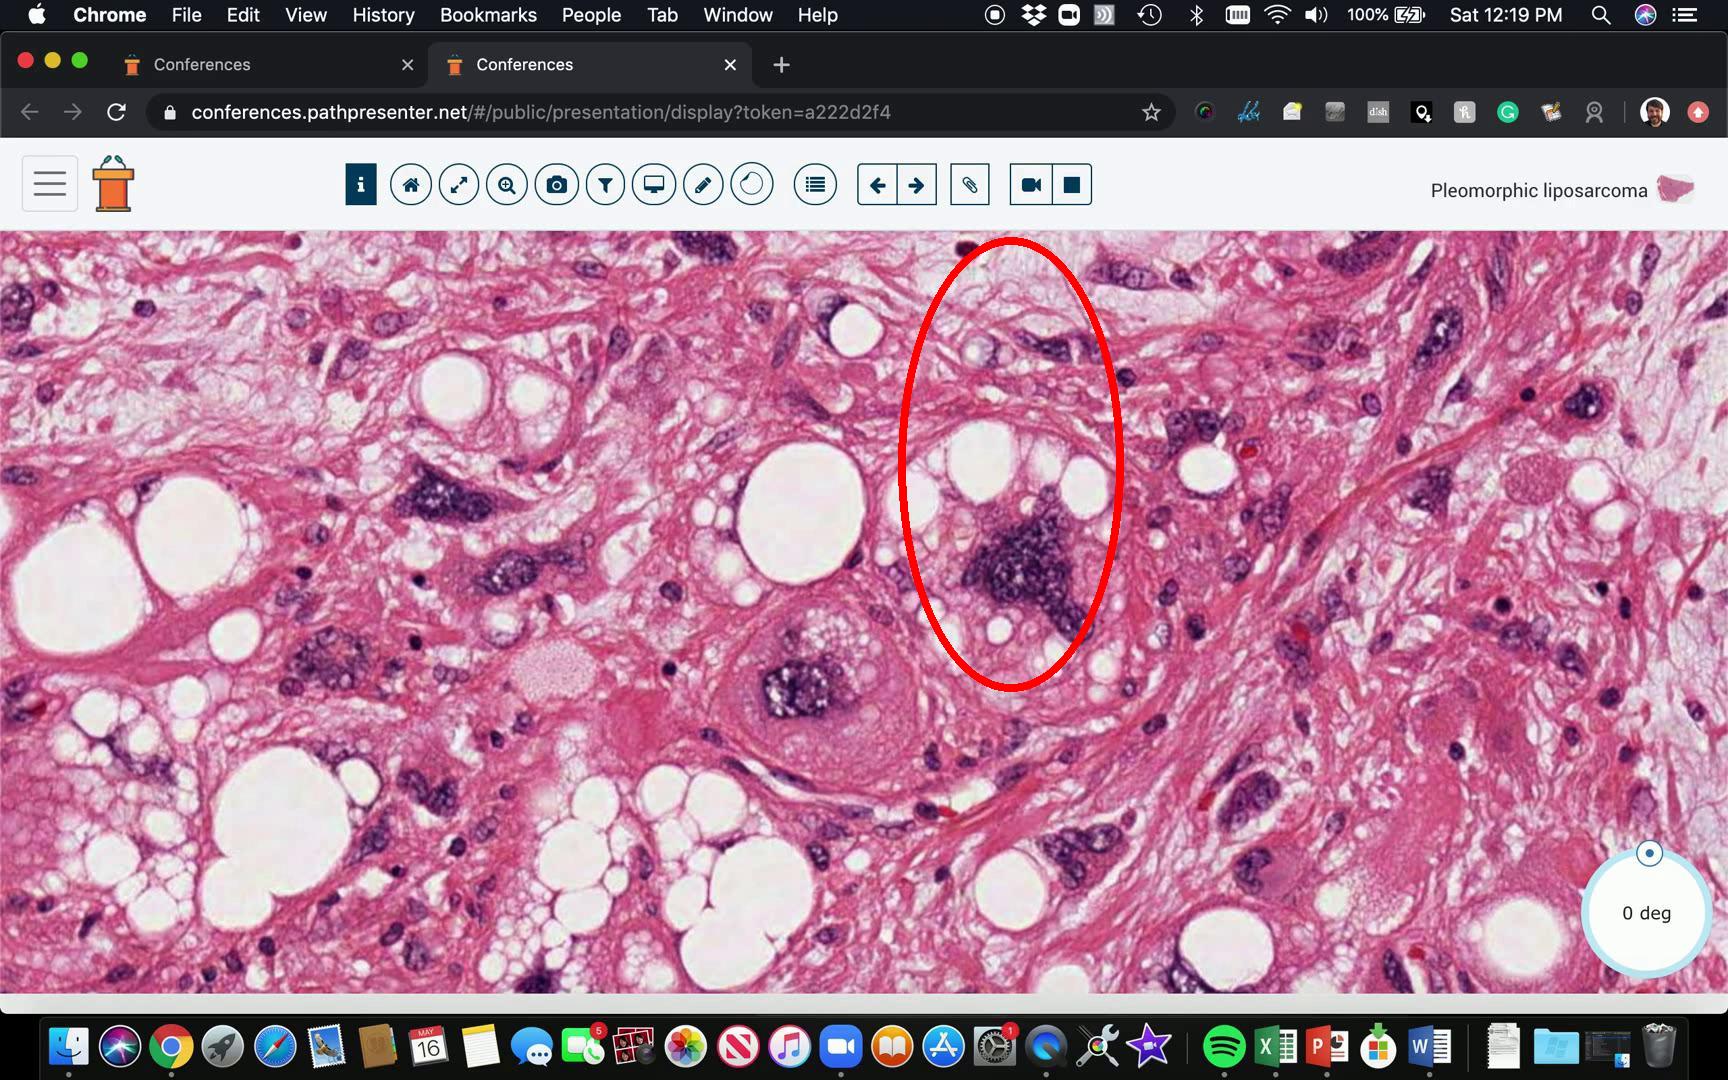 Chrome File Edit View History Bookmarks People Tab Window Help 100% Sat 12:19 PM
Conferences Conferences
conferences.pathpresenter.net/#/public/presentation/display?token=a222d2f4 dish h G
i Pleomorphic liposarcoma
0 deg
5 1
MAY
16
X P W